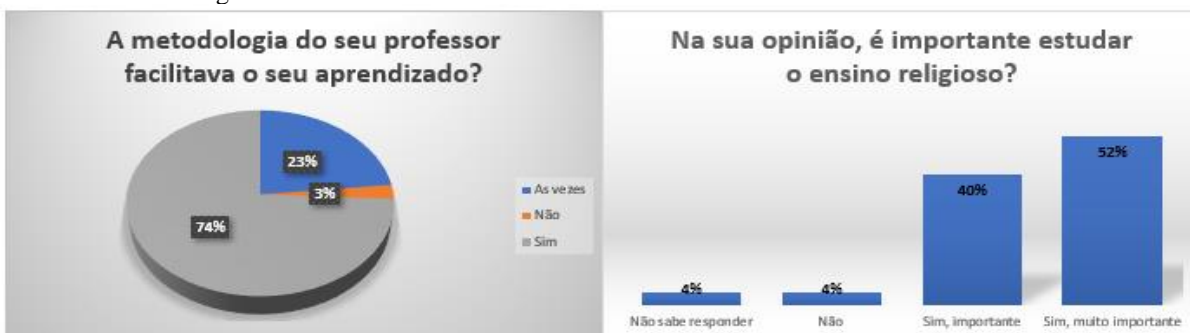 A metodologia do seu professor
facilitava o seu aprendizado?
23%
3%
74%
As vezes
Não
Sim
Na sua opinião, é importante estudar
o ensino religioso?
4%
4%
40%
52%
Não sabe responder
Não
Sim, importante
Sim, muito importante